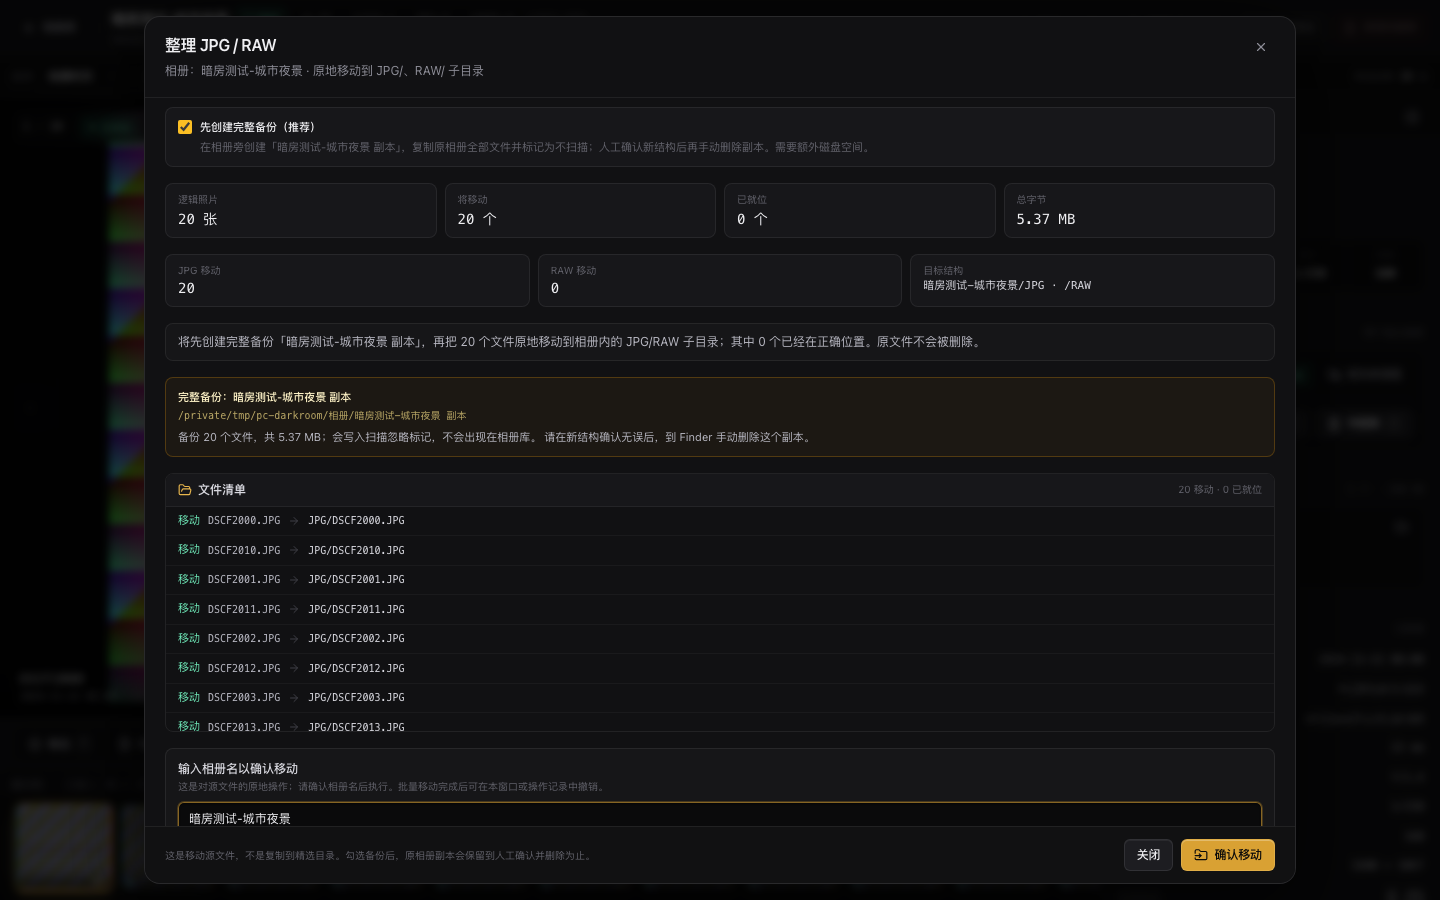 整理 JPG / RAW
相册：暗房测试-城市夜景 · 原地移动到 JPG/、RAW/ 子目录
先创建完整备份（推荐）
在相册旁创建「暗房测试-城市夜景 副本」，复制原相册全部文件并标记为不扫描；人工确认新结构后再手动删除副本。需要额外磁盘空间。
逻辑照片
20 张
将移动
20 个
已就位
0 个
总字节
5.37 MB
JPG 移动
20
RAW 移动
0
目标结构
暗房测试-城市夜景/JPG · /RAW
将先创建完整备份「暗房测试-城市夜景 副本」，再把 20 个文件原地移动到相册内的 JPG/RAW 子目录；其中 0 个已经在正确位置。原文件不会被删除。
完整备份：暗房测试-城市夜景 副本
/private/tmp/pc-darkroom/相册/暗房测试-城市夜景 副本
备份 20 个文件，共 5.37 MB；会写入扫描忽略标记，不会出现在相册库。 请在新结构确认无误后，到 Finder 手动删除这个副本。
文件清单
20 移动 · 0 已就位
移动 DSCF2000.JPG → JPG/DSCF2000.JPG
移动 DSCF2010.JPG → JPG/DSCF2010.JPG
移动 DSCF2001.JPG → JPG/DSCF2001.JPG
移动 DSCF2011.JPG → JPG/DSCF2011.JPG
移动 DSCF2002.JPG → JPG/DSCF2002.JPG
移动 DSCF2012.JPG → JPG/DSCF2012.JPG
移动 DSCF2003.JPG → JPG/DSCF2003.JPG
移动 DSCF2013.JPG → JPG/DSCF2013.JPG
输入相册名以确认移动
这是对源文件的原地操作；请确认相册名后执行。批量移动完成后可在本窗口或操作记录中撤销。
暗房测试-城市夜景
这是移动源文件，不是复制到精选目录。勾选备份后，原相册副本会保留到人工确认并删除为止。
关闭
确认移动